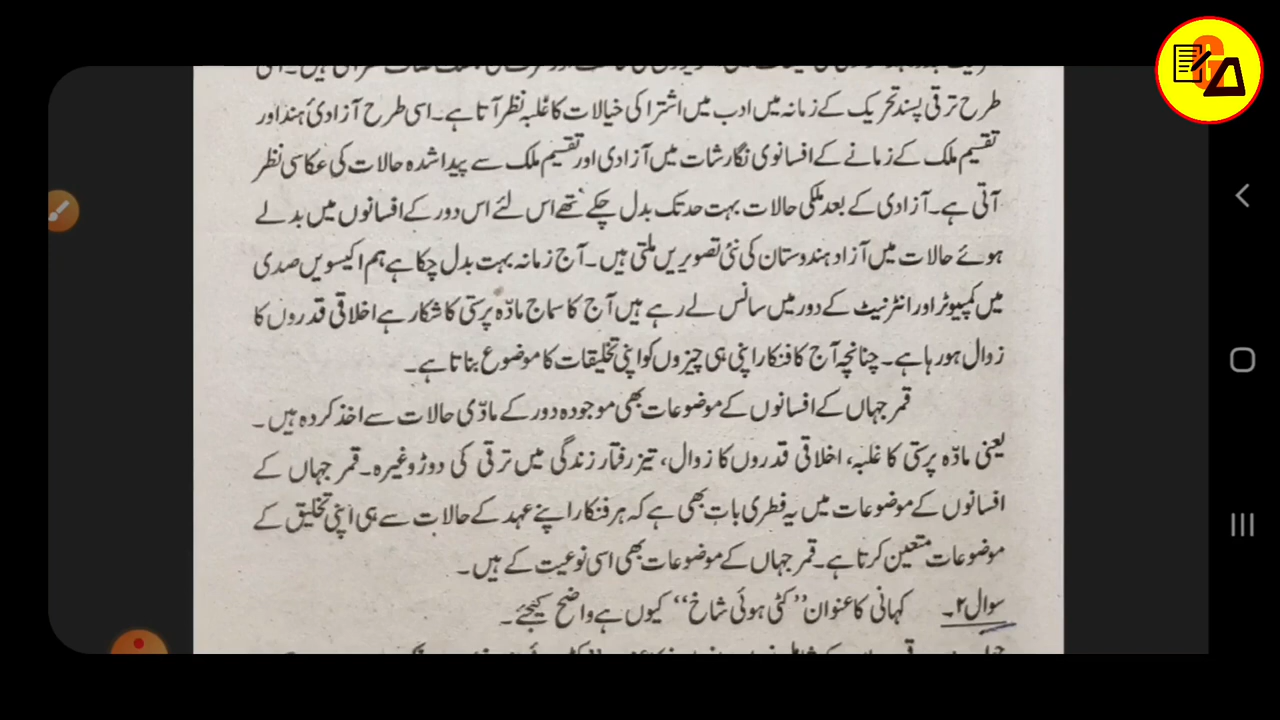 طرح ترقی پسند تحریک کے زمانہ میں ادب میں اشترا کی خیالات کا غلبہ نظر آتا ہے۔ اسی طرح آزادیٔ ہند اور
تقسیم ملک کے زمانے کے افسانوی نگارشات میں آزادی اور تقسیم ملک سے پیدا شدہ حالات کی عکاسی نظر
آتی ہے۔ آزادی کے بعد ملکی حالات بہت حد تک بدل چکے تھے اس لئے اس دور کے افسانوں میں بدلے
ہوئے حالات میں آزاد ہندوستان کی نئی تصویریں ملتی ہیں۔ آج زمانہ بہت بدل چکا ہے ہم اکیسویں صدی
میں کمپیوٹر اور انٹرنیٹ کے دور میں سانس لے رہے ہیں آج کا سماج مادّہ پرستی کا شکار ہے اخلاقی قدروں کا
زوال ہو رہا ہے۔ چنانچہ آج کا فنکار اپنی ہی چیزوں کو اپنی تخلیقات کا موضوع بناتا ہے۔
قمر جہاں کے افسانوں کے موضوعات بھی موجودہ دور کے مادّی حالات سے اخذ کردہ ہیں۔
یعنی مادّہ پرستی کا غلبہ، اخلاقی قدروں کا زوال، تیز رفتار زندگی میں ترقی کی دوڑ وغیرہ۔ قمر جہاں کے
افسانوں کے موضوعات میں یہ فطری بات بھی ہے کہ ہر فنکار اپنے عہد کے حالات سے ہی اپنی تخلیق کے
موضوعات متعین کرتا ہے۔ قمر جہاں کے موضوعات بھی اسی نوعیت کے ہیں۔
سوال ۲۔ کہانی کا عنوان ”کٹی ہوئی شاخ“ کیوں ہے واضح کیجئے۔